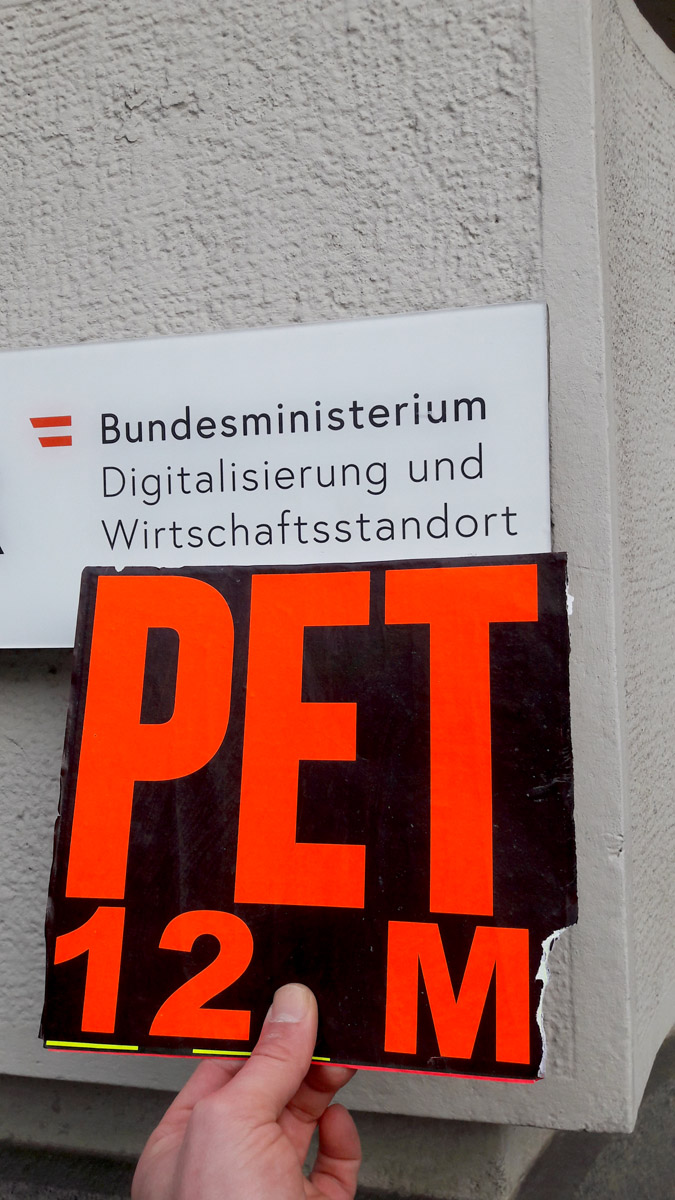 Bundesministerium
Digitalisierung und
Wirtschaftsstandort
PET
12 M